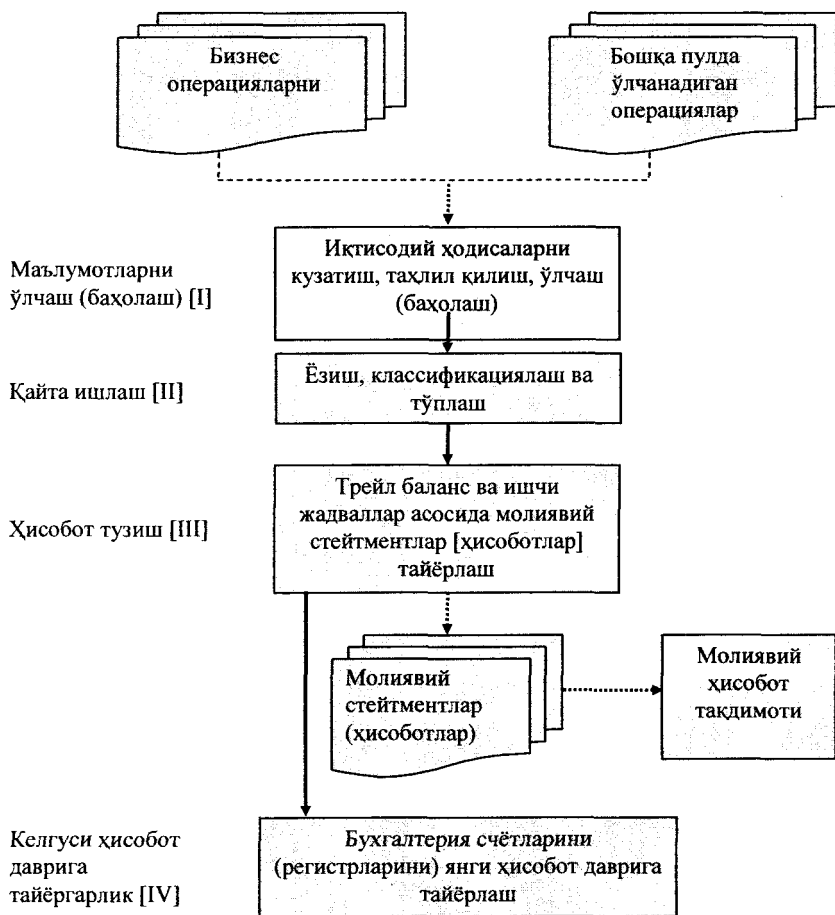 Бизнес
операцияларни
Бошқа пулда
ўлчанадиган
операциялар
Маълумотларни
ўлчаш (баҳолаш) [I]
Иқтисодий ҳодисаларни
кузатиш, таҳлил қилиш, ўлчаш
(баҳолаш)
Қайта ишлаш [II]
Ёзиш, классификациялаш ва
тўплаш
Ҳисобот тузиш [III]
Трейл баланс ва ишчи
жадваллар асосида молиявий
стейтментлар [ҳисоботлар]
тайёрлаш
Молиявий
стейтментлар
(ҳисоботлар)
Молиявий
ҳисобот
тақдимоти
Келгуси ҳисобот
даврига
тайёргарлик [IV]
Бухгалтерия счётларини
(регистрларини) янги ҳисобот даврига
тайёрлаш